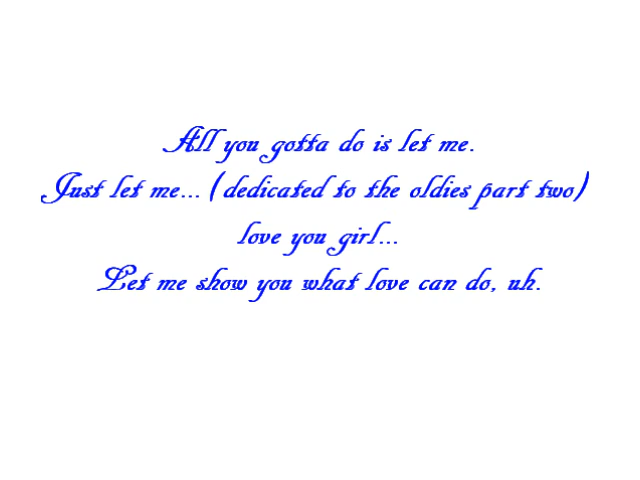 All you gotta do is let me.
Just let me... (dedicated to the oldies part two)
love you girl...
Let me show you what love can do, uh.